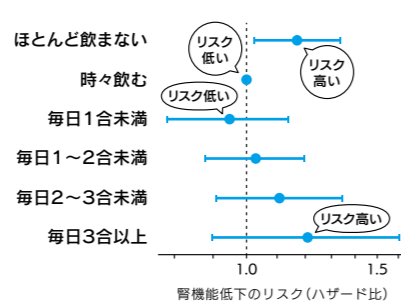 ほとんど飲まない
リスク
低い
リスク
高い
時々飲む
リスク低い
毎日1合未満
毎日1〜2合未満
毎日2〜3合未満
リスク高い
毎日3合以上
1.0
1.5
腎機能低下のリスク(ハザード比)